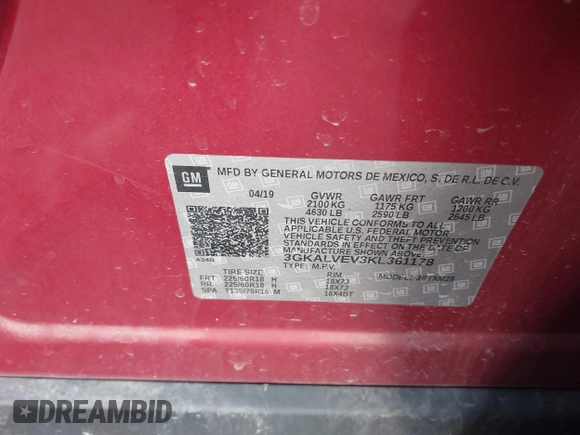 GM
MFD BY GENERAL MOTORS DE MEXICO, S. DE R.L. DE C.V.
04/19 GVWR GAWR FRT GAWR RR
2100 KG 1175 KG 1200 KG
4630 LB 2590 LB 2645 LB
THIS VEHICLE CONFORMS TO ALL
APPLICABLE U.S. FEDERAL MOTOR
VEHICLE SAFETY, BUMPER, AND THEFT
PREVENTION STANDARDS IN EFFECT ON THE DATE OF
MANUFACTURE SHOWN ABOVE.
3GKALVEV3KL361178
TYPE: M.P.V.
434R
TIRE SIZE RIM
FRT 225/60R18 H 18X7J
RR 225/60R18 H 18X7J
SPA T135/70R16 M 16X4BT
DREAMBID